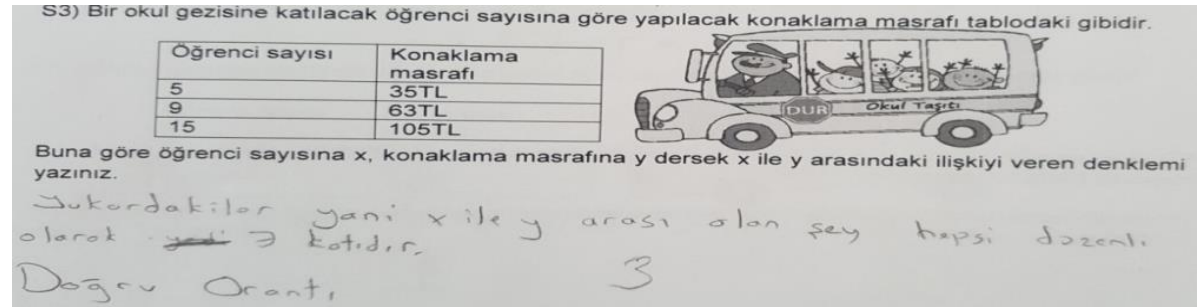 S3) Bir okul gezisine katılacak öğrenci sayısına göre yapılacak konaklama masrafı tablodaki gibidir.
Öğrenci sayısı Konaklama masrafı
5 35TL
9 63TL
15 105TL
DUR Okul Taşıtı
Buna göre öğrenci sayısına x, konaklama masrafına y dersek x ile y arasındaki ilişkiyi veren denklemi
yazınız.
Yukardakiler yani x ile y arası olan şey hepsi düzenli
olarak 7 katıdır.
Doğru Orantı 3